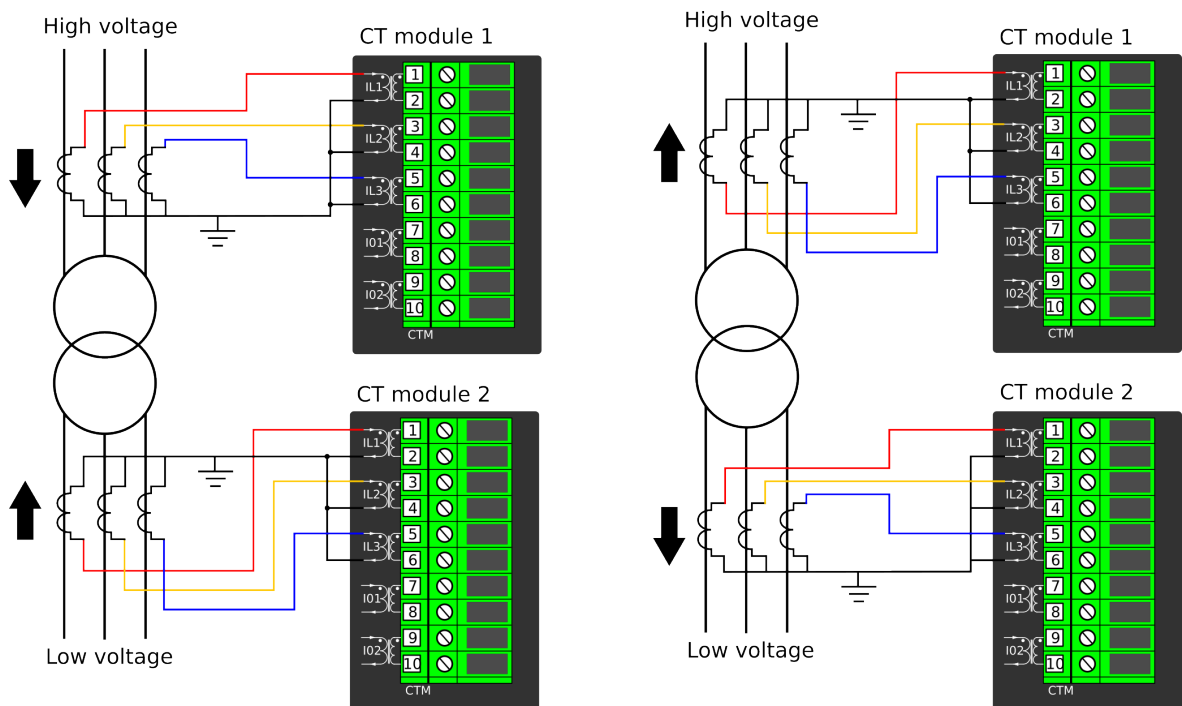 High voltage
CT module 1
IL1
IL2
IL3
I01
I02
1
2
3
4
5
6
7
8
9
10
CTM
CT module 2
IL1
IL2
IL3
I01
I02
1
2
3
4
5
6
7
8
9
10
CTM
Low voltage
High voltage
CT module 1
IL1
IL2
IL3
I01
I02
1
2
3
4
5
6
7
8
9
10
CTM
CT module 2
IL1
IL2
IL3
I01
I02
1
2
3
4
5
6
7
8
9
10
CTM
Low voltage